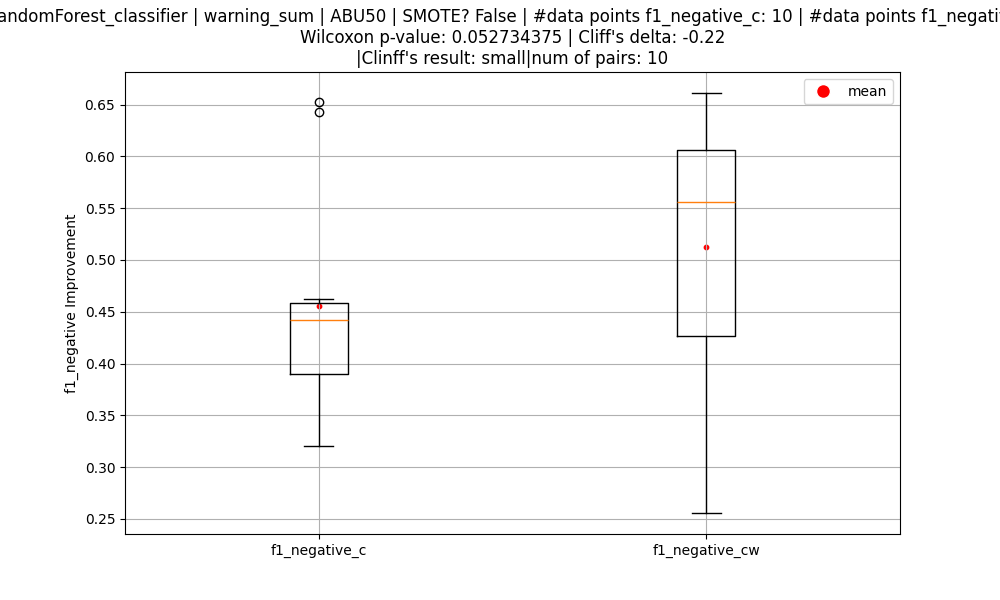 andomForest_classifier | warning_sum | ABU50 | SMOTE? False | #data points f1_negative_c: 10 | #data points f1_negati
Wilcoxon p-value: 0.052734375 | Cliff's delta: -0.22
|Clinff's result: small|num of pairs: 10
mean
0.65
0.60
0.55
0.50
0.45
0.40
0.35
0.30
0.25
f1_negative Improvement
f1_negative_c
f1_negative_cw